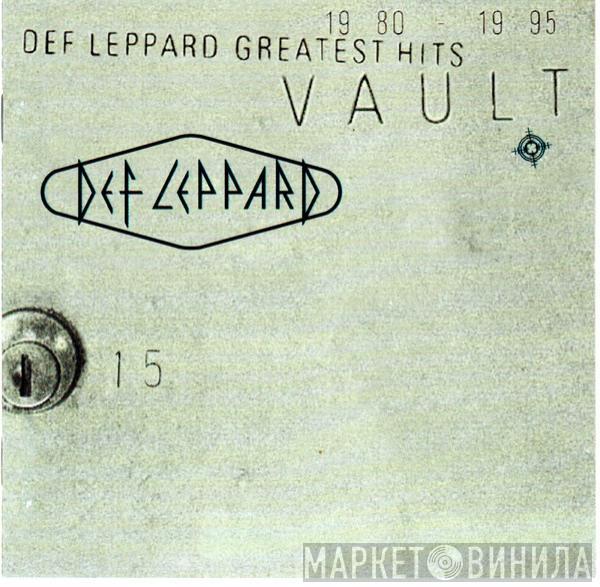 19 80 - 19 95
DEF LEPPARD GREATEST HITS
VAULT
DEF LEPPARD
15
МАРКЕТ ВИНИЛА